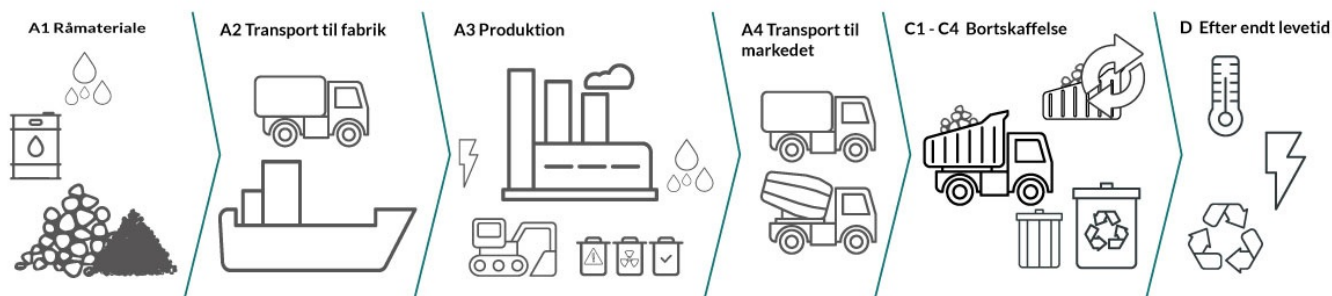 A1 Råmateriale
A2 Transport til fabrik
A3 Produktion
A4 Transport til
markedet
C1 - C4 Bortskaffelse
D Efter endt levetid